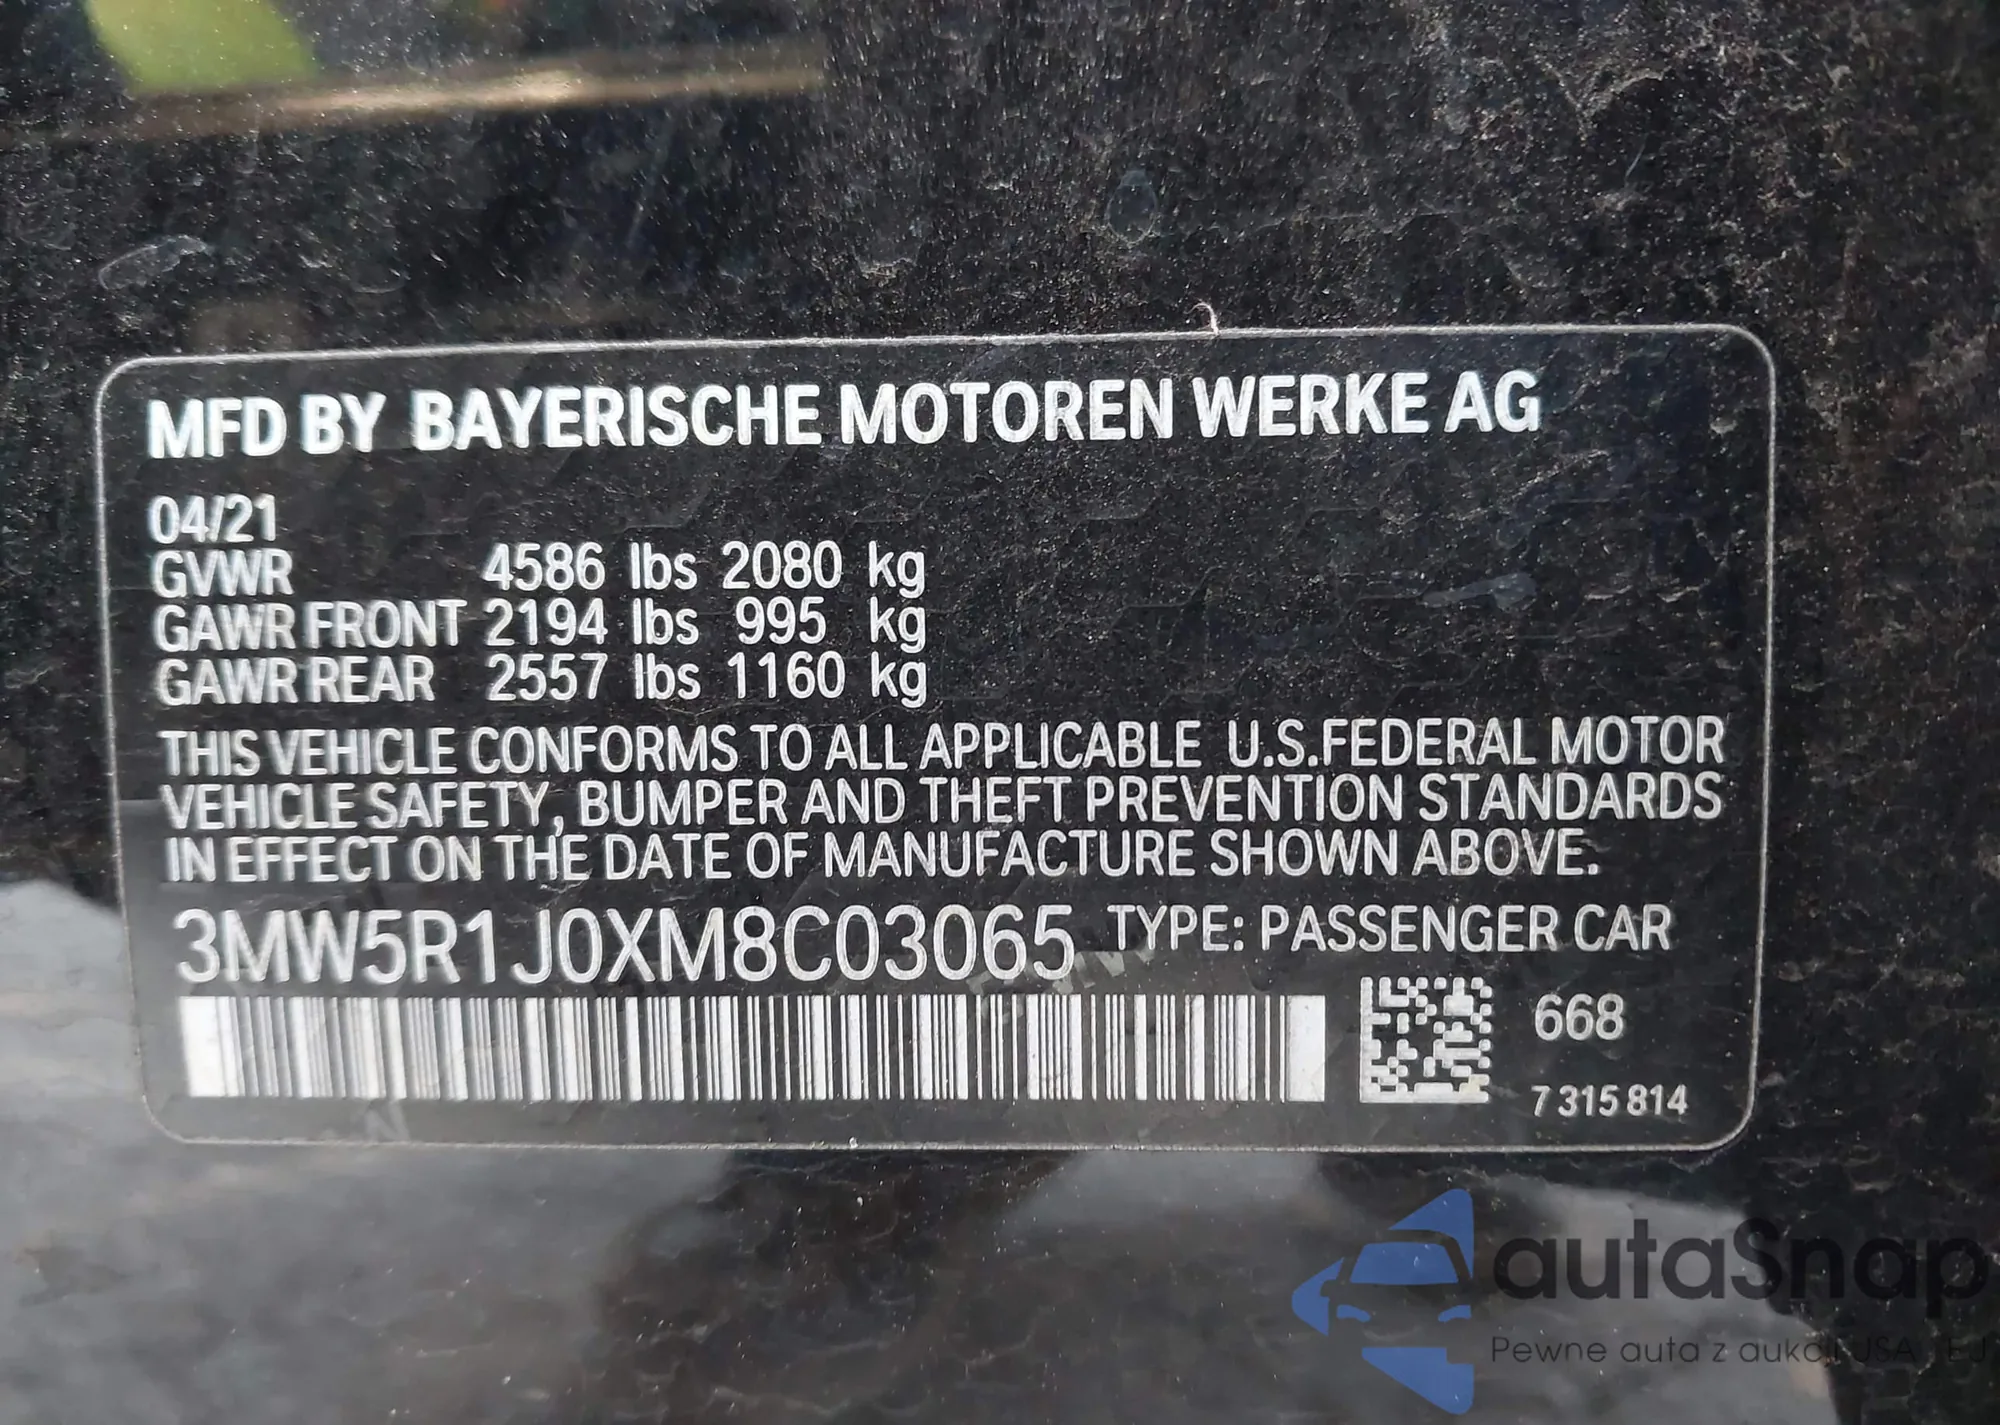 MFD BY BAYERISCHE MOTOREN WERKE AG
04/21
GVWR 4586 lbs 2080 kg
GAWR FRONT 2194 lbs 995 kg
GAWR REAR 2557 lbs 1160 kg
THIS VEHICLE CONFORMS TO ALL APPLICABLE U.S.FEDERAL MOTOR
VEHICLE SAFETY, BUMPER AND THEFT PREVENTION STANDARDS
IN EFFECT ON THE DATE OF MANUFACTURE SHOWN ABOVE.
3MW5R1J0XM8C03065 TYPE: PASSENGER CAR
668
7 315 814
autaSnap
Pewne auta z aukcji USA i EU